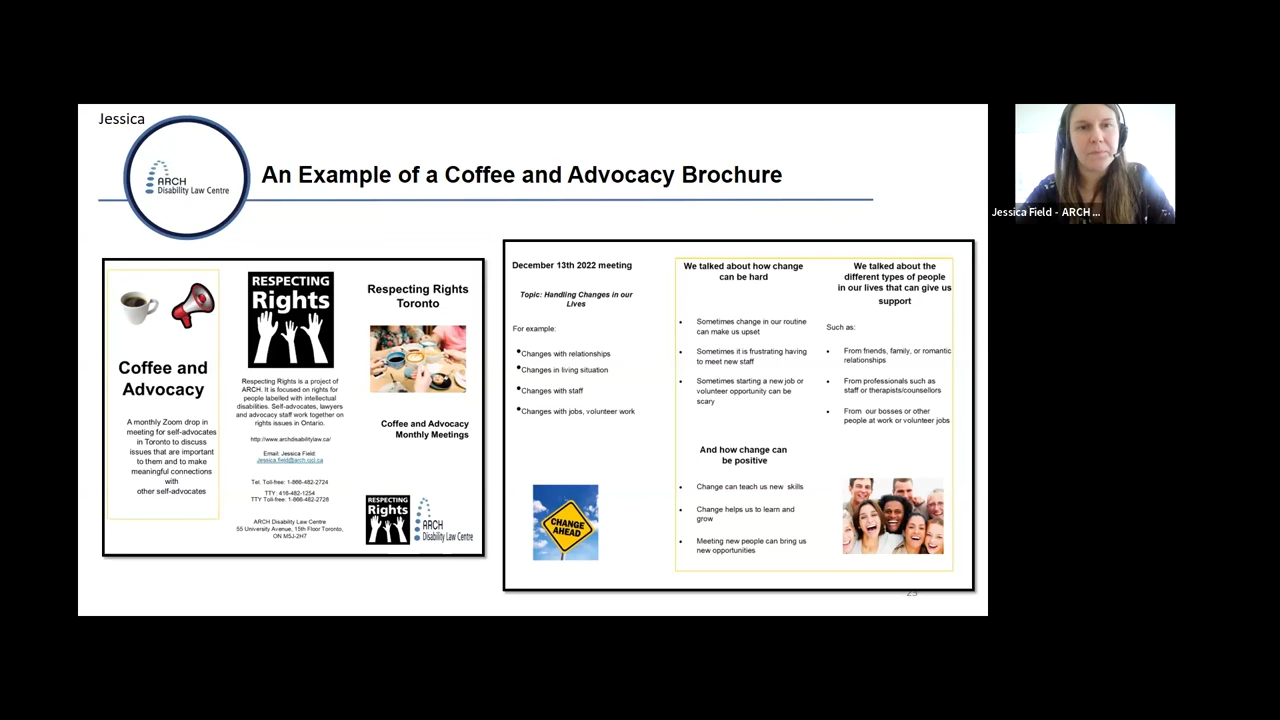 Jessica
ARCH
Disability Law Centre
An Example of a Coffee and Advocacy Brochure
Jessica Field - ARCH ...
Coffee and
Advocacy
A monthly Zoom drop in
meeting for self-advocates
in Toronto to discuss
issues that are important
to them and to make
meaningful connections
with
other self-advocates
RESPECTING
Rights
Respecting Rights is a project of
ARCH. It is focused on rights for
people labelled with intellectual
disabilities. Self-advocates, lawyers
and advocacy staff work together on
rights issues in Ontario.
http://www.archdisabilitylaw.ca/
Email: Jessica Field:
Jessica.field@arch.clcj.ca
Tel. Toll-free: 1-866-482-2724
TTY: 416-482-1254
TTY Toll-free: 1-866-482-2728
ARCH Disability Law Centre
55 University Avenue, 15th Floor Toronto,
ON M5J-2H7
Respecting Rights
Toronto
Coffee and Advocacy
Monthly Meetings
RESPECTING
Rights
ARCH
Disability Law Centre
December 13th 2022 meeting
Topic: Handling Changes in our
Lives
For example:
•Changes with relationships
•Changes in living situation
•Changes with staff
•Changes with jobs, volunteer work
CHANGE
AHEAD
We talked about how change
can be hard
• Sometimes change in our routine
can make us upset
• Sometimes it is frustrating having
to meet new staff
• Sometimes starting a new job or
volunteer opportunity can be
scary
And how change can
be positive
• Change can teach us new skills
• Change helps us to learn and
grow
• Meeting new people can bring us
new opportunities
We talked about the
different types of people
in our lives that can give us
support
Such as:
• From friends, family, or romantic
relationships
• From professionals such as
staff or therapists/counsellors
• From our bosses or other
people at work or volunteer jobs